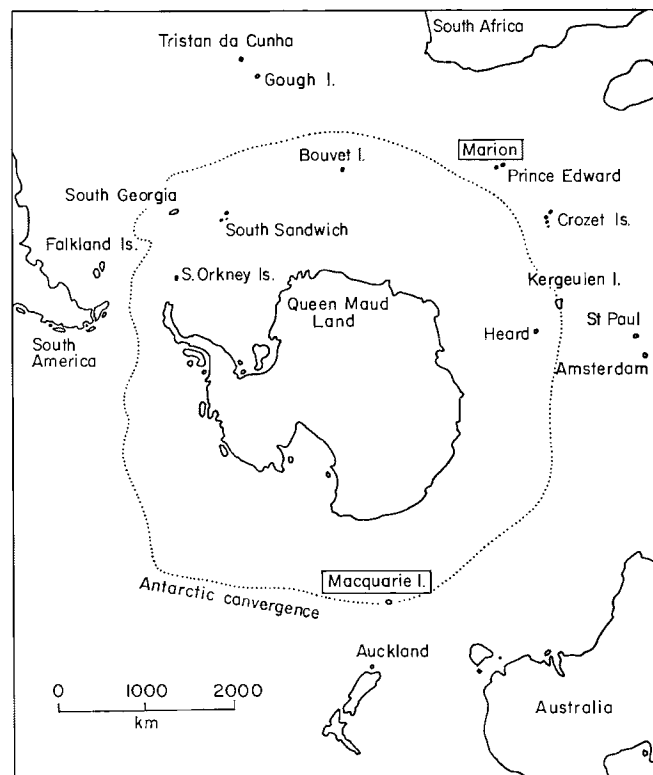 South Africa
Tristan da Cunha
Gough I.
Marion
Bouvet I.
Prince Edward
South Georgia
South Sandwich
Crozet Is.
Falkland Is.
S. Orkney Is.
Kergeulen I.
Queen Maud
Land
St Paul
South
America
Heard
Amsterdam
Macquarie I.
Antarctic canvergence
Auckland
0 1000 2000
km
Australia